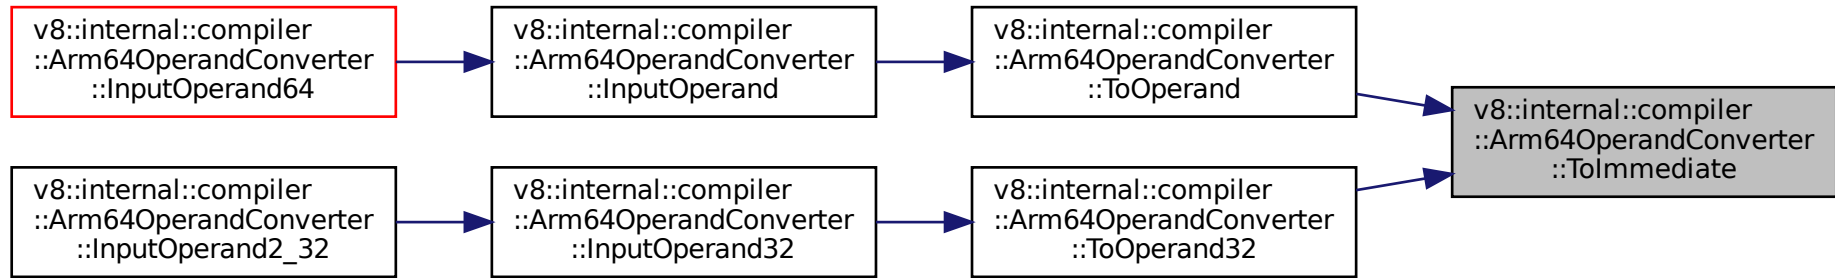 v8::internal::compiler
::Arm64OperandConverter
::InputOperand64
v8::internal::compiler
::Arm64OperandConverter
::InputOperand
v8::internal::compiler
::Arm64OperandConverter
::ToOperand
v8::internal::compiler
::Arm64OperandConverter
::ToImmediate
v8::internal::compiler
::Arm64OperandConverter
::InputOperand2_32
v8::internal::compiler
::Arm64OperandConverter
::InputOperand32
v8::internal::compiler
::Arm64OperandConverter
::ToOperand32